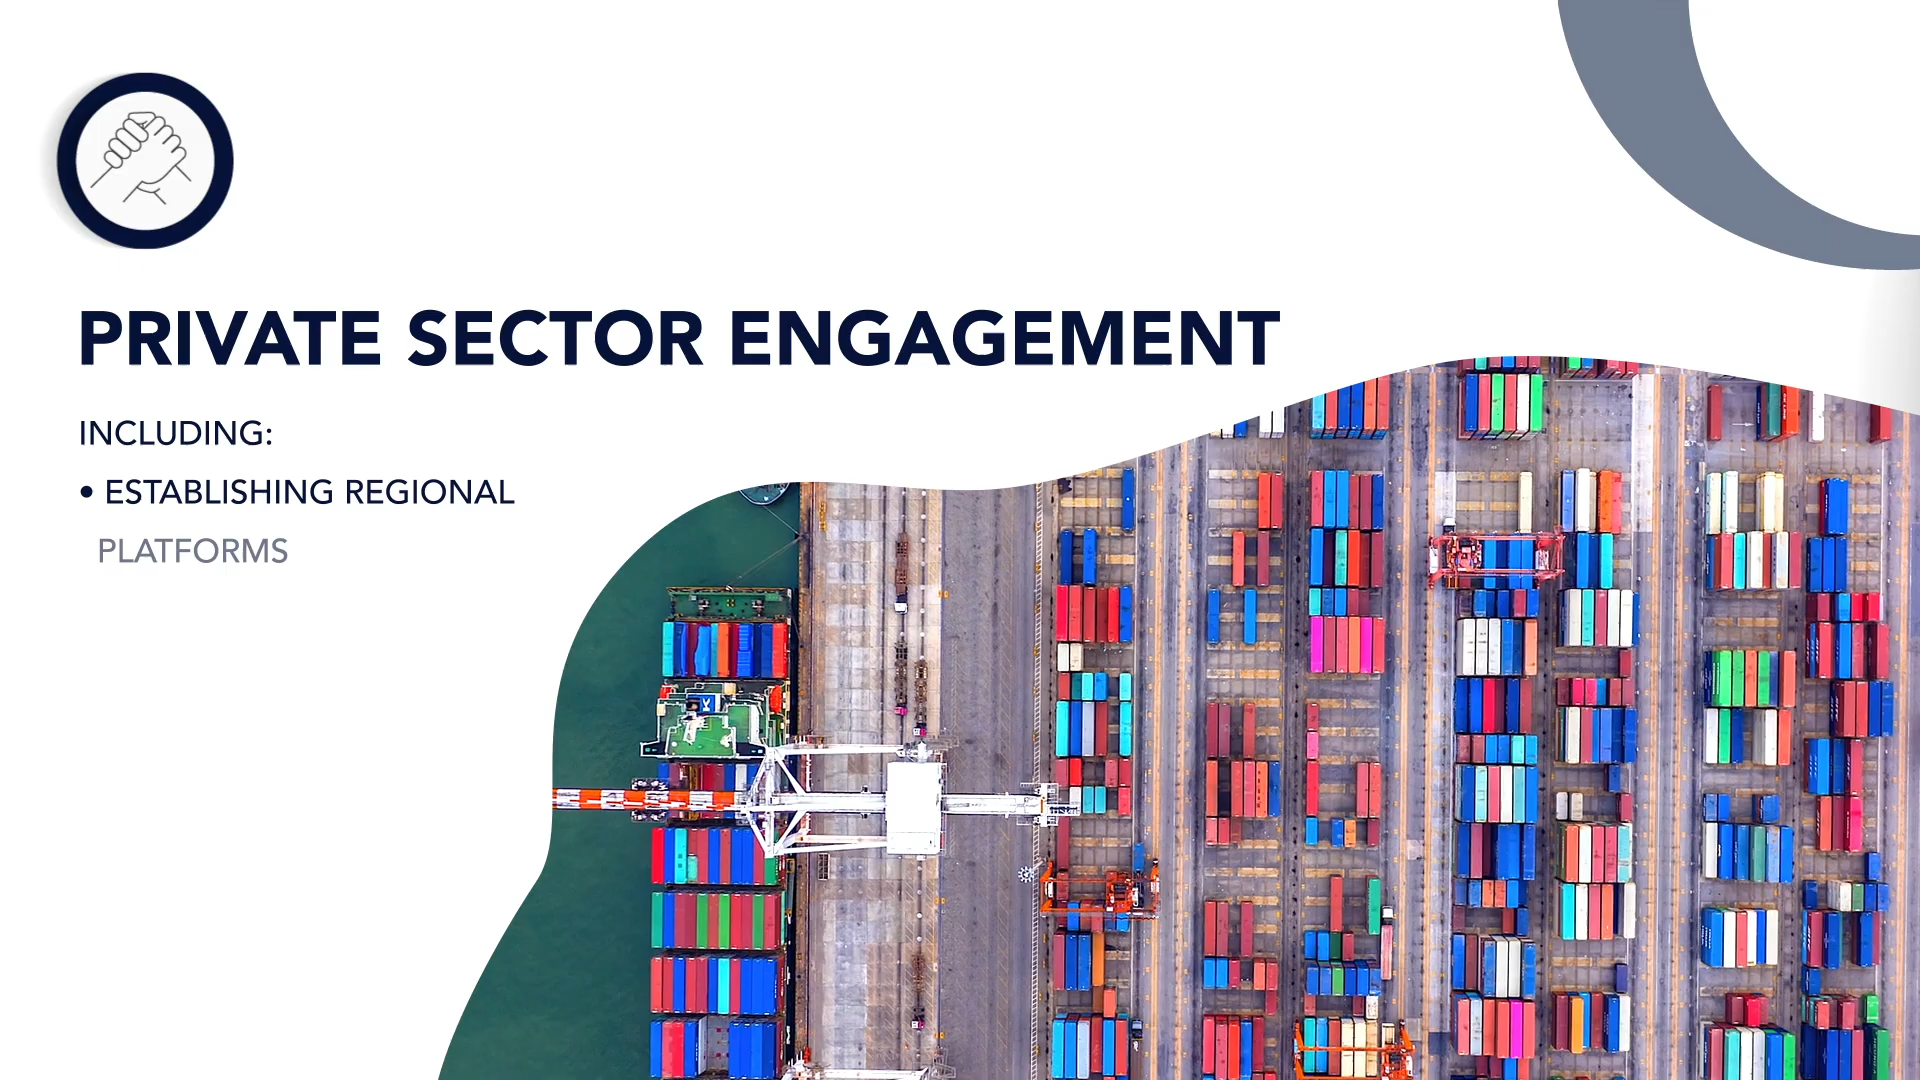 PRIVATE SECTOR ENGAGEMENT
INCLUDING:
• ESTABLISHING REGIONAL
PLATFORMS